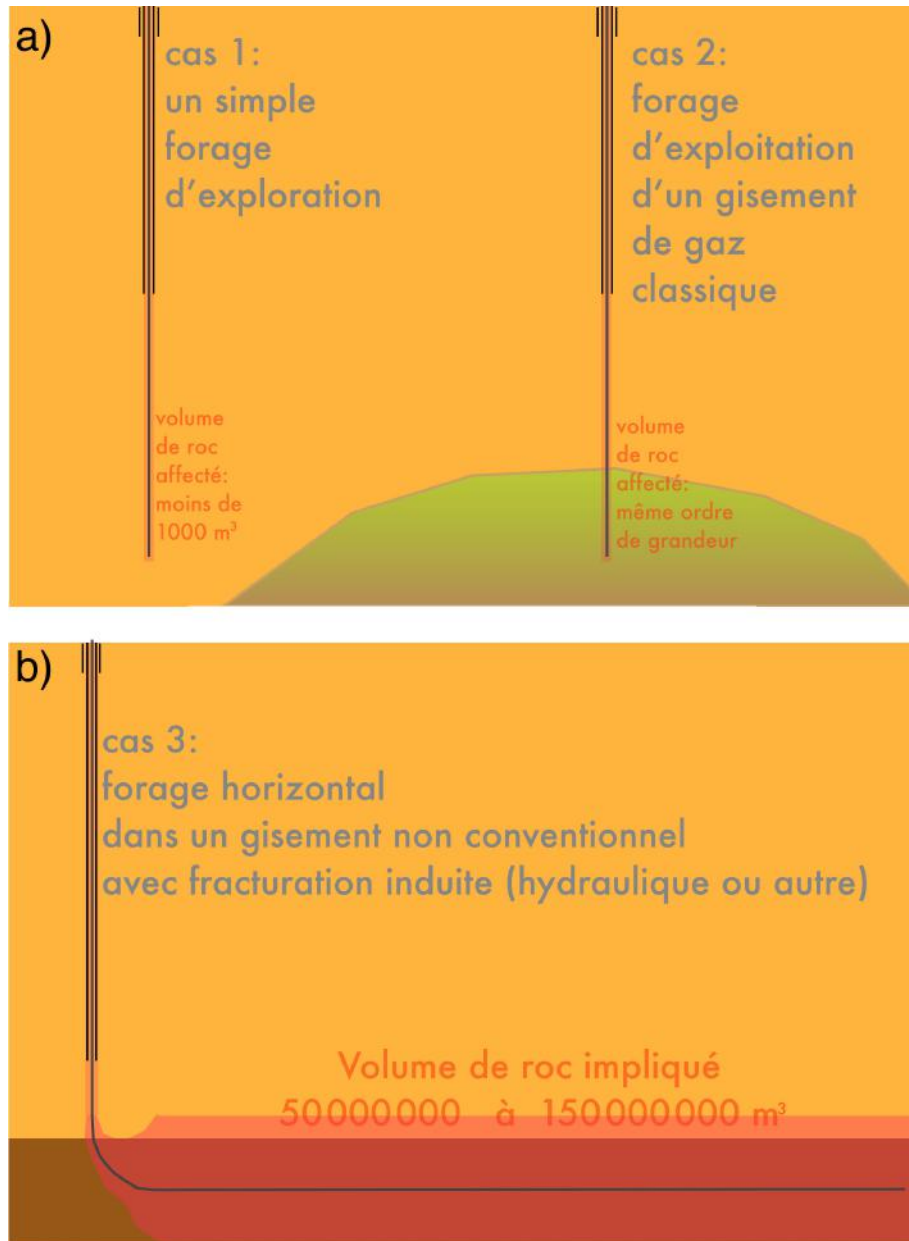 a)
cas 1:
un simple
forage
d'exploration
volume
de roc
affecté:
moins de
1000 m³
cas 2:
forage
d'exploitation
d'un gisement
de gaz
classique
volume
de roc
affecté:
même ordre
de grandeur
b)
cas 3:
forage horizontal
dans un gisement non conventionnel
avec fracturation induite (hydraulique ou autre)
Volume de roc impliqué
50000000 à 150000000 m³